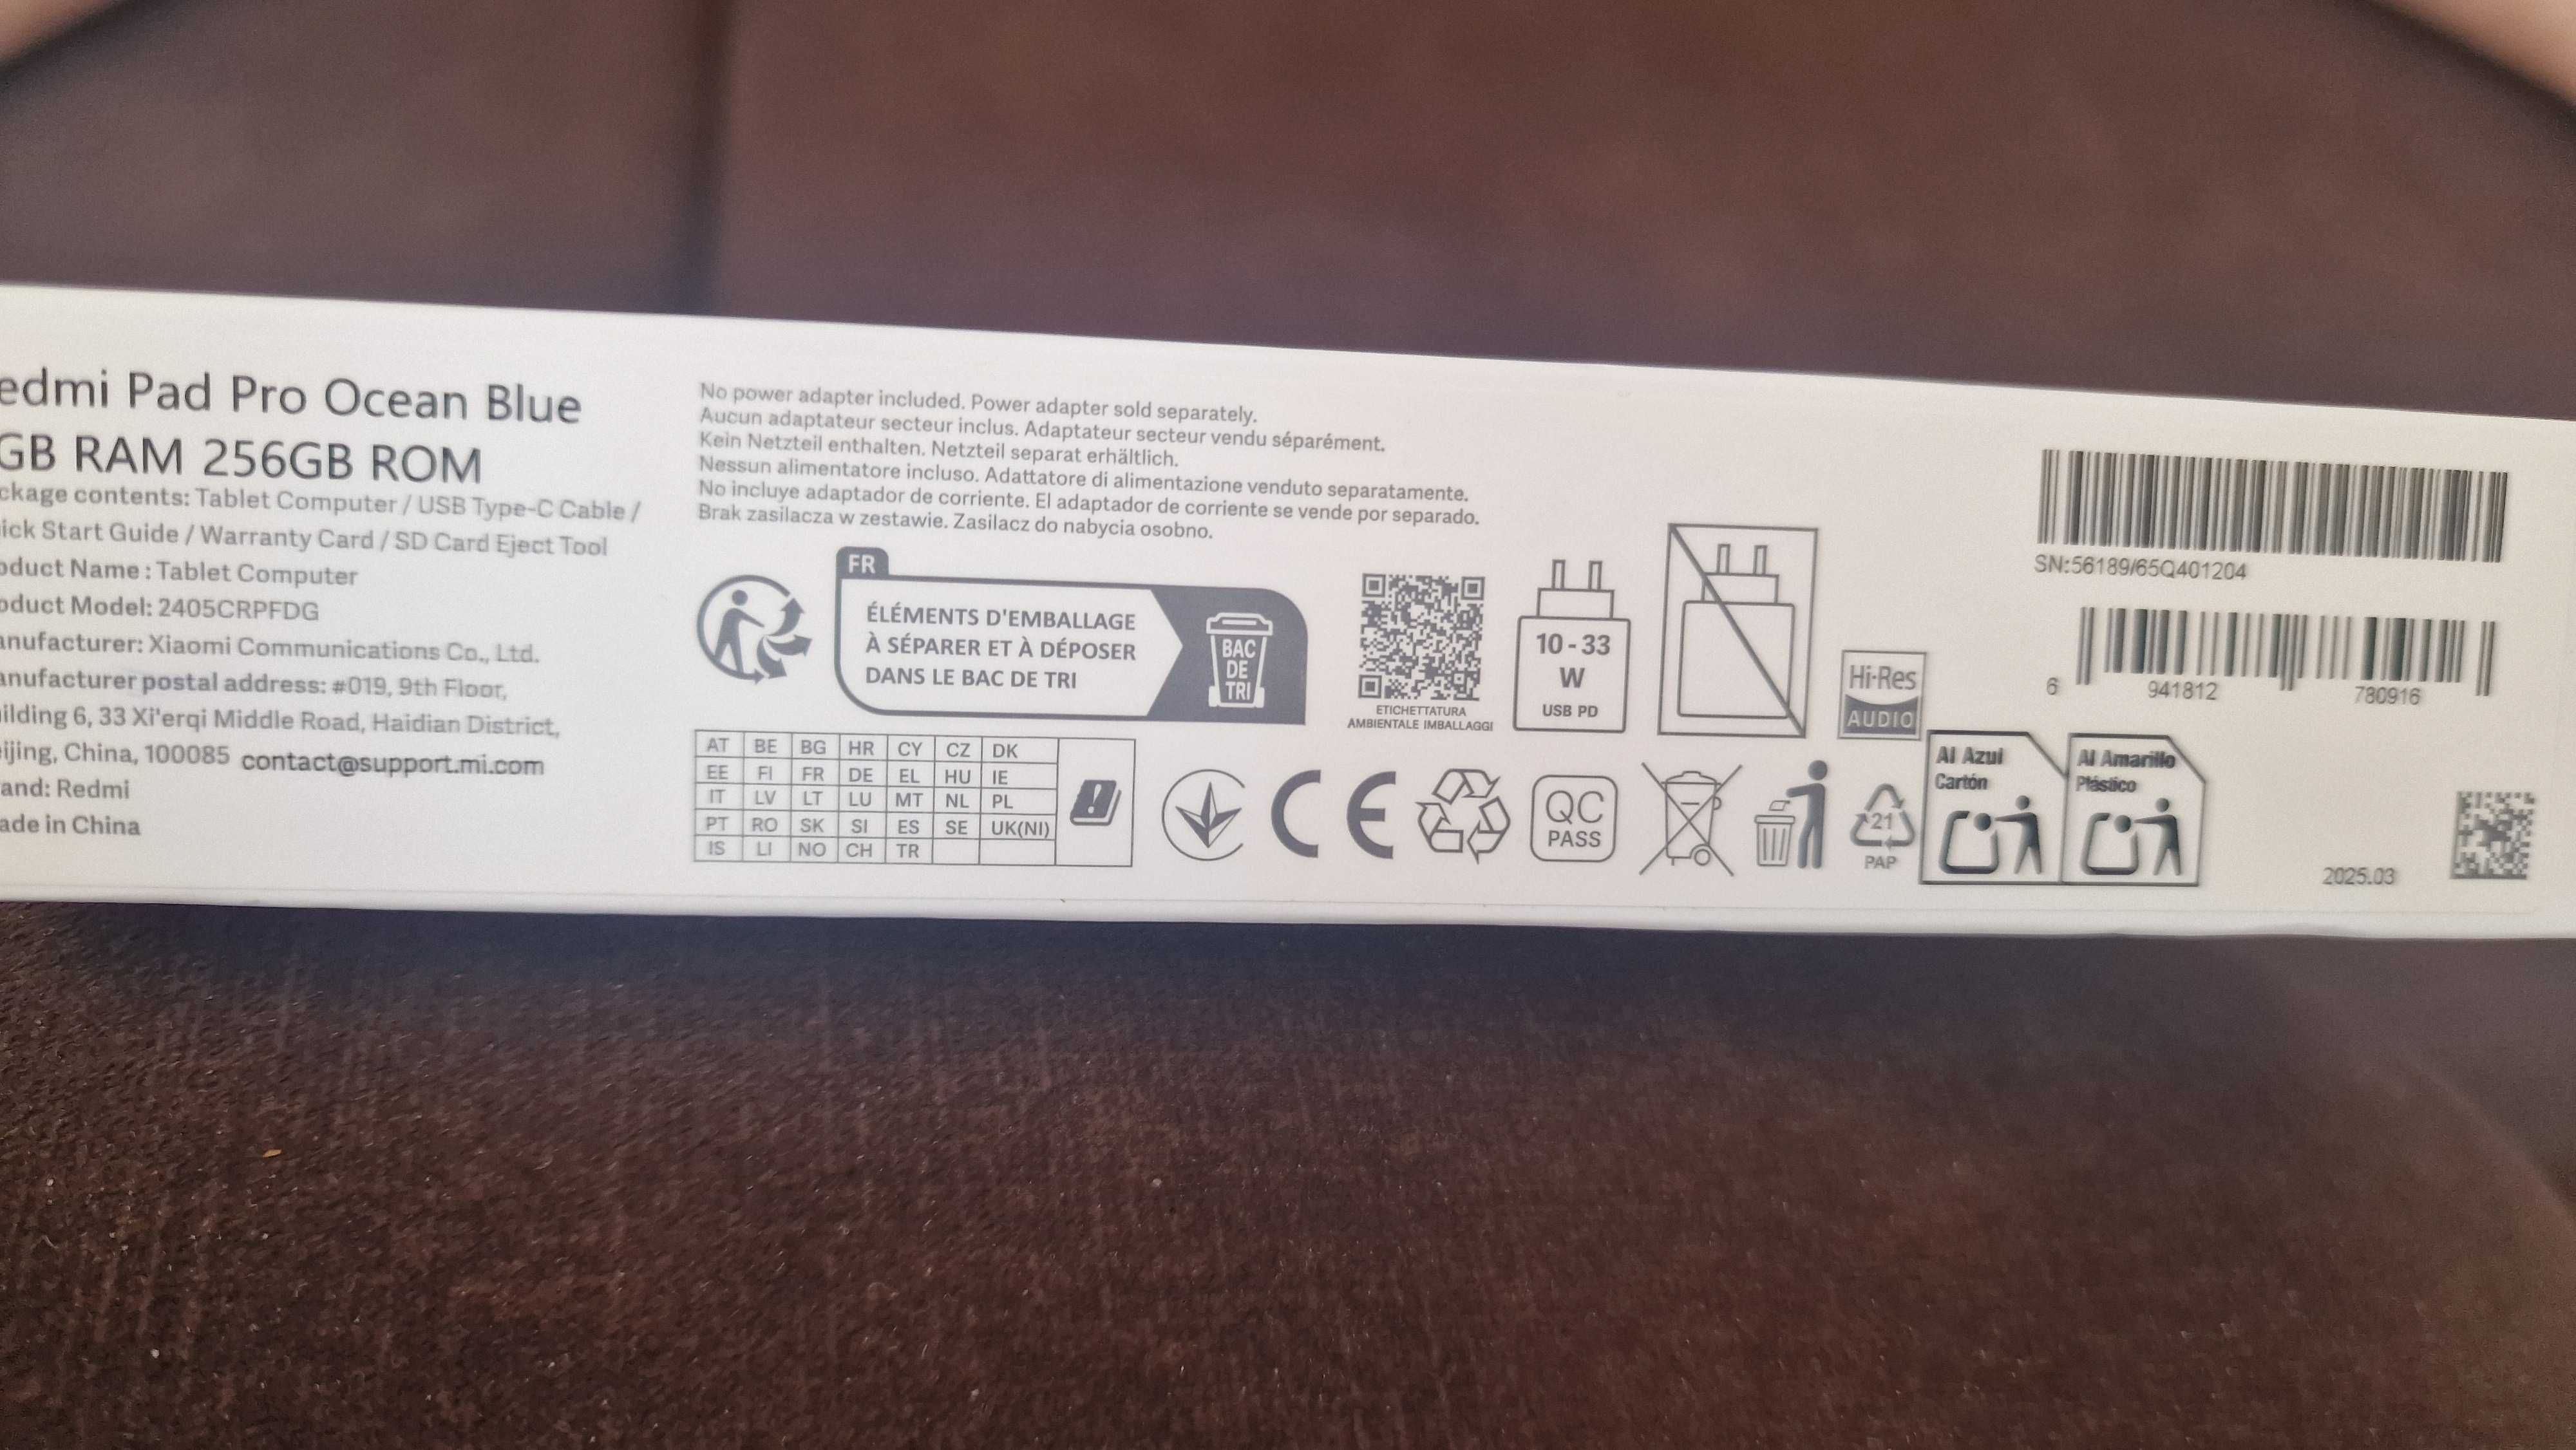 edmi Pad Pro Ocean Blue
GB RAM 256GB ROM
ckage contents: Tablet Computer / USB Type-C Cable /
ick Start Guide / Warranty Card / SD Card Eject Tool
oduct Name : Tablet Computer
oduct Model: 2405CRPFDG
anufacturer: Xiaomi Communications Co., Ltd.
anufacturer postal address: #019, 9th Floor,
ilding 6, 33 Xi'erqi Middle Road, Haidian District,
ijing, China, 100085 contact@support.mi.com
and: Redmi
ade in China
No power adapter included. Power adapter sold separately.
Aucun adaptateur secteur inclus. Adaptateur secteur vendu séparément.
Kein Netzteil enthalten. Netzteil separat erhältlich.
Nessun alimentatore incluso. Adattatore di alimentazione venduto separatamente.
No incluye adaptador de corriente. El adaptador de corriente se vende por separado.
Brak zasilacza w zestawie. Zasilacz do nabycia osobno.
FR
ÉLÉMENTS D'EMBALLAGE
À SÉPARER ET À DÉPOSER
DANS LE BAC DE TRI
BAC
DE
TRI
ETICHETTATURA
AMBIENTALE IMBALLAGGI
10 - 33
W
USB PD
Hi-Res
AUDIO
AT BE BG HR CY CZ DK
EE FI FR DE EL HU IE
IT LV LT LU MT NL PL
PT RO SK SI ES SE UK(NI)
IS LI NO CH TR
CE
QC
PASS
21
PAP
Al Azul
Cartón
Al Amarillo
Plástico
SN:56189/65Q401204
6 941812 780916
2025.03